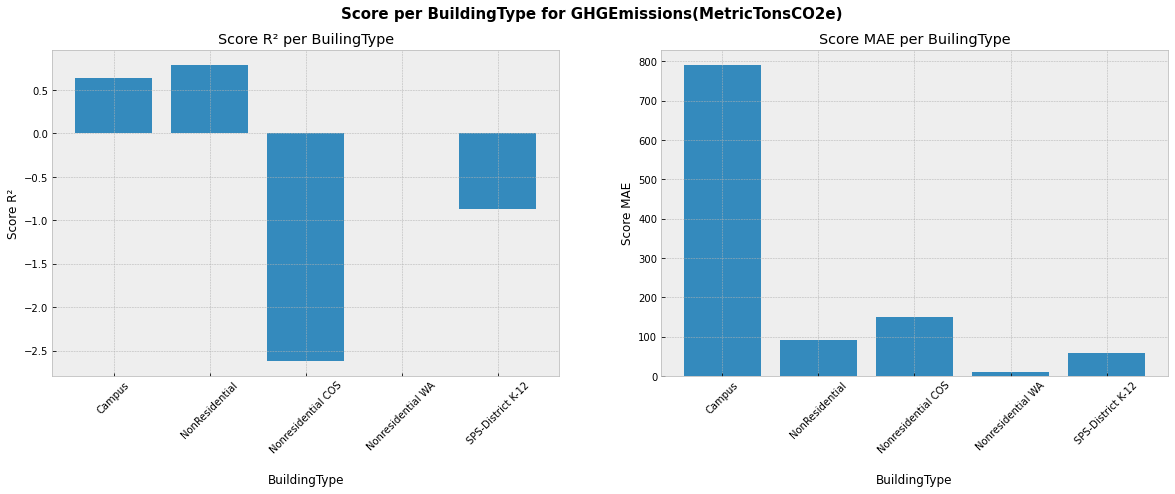 Score per BuildingType for GHGEmissions(MetricTonsCO2e)
Score R² per BuilingType
Score R²
0.5
0.0
−0.5
−1.0
−1.5
−2.0
−2.5
Campus
NonResidential
Nonresidential COS
Nonresidential WA
SPS-District K-12
BuildingType
Score MAE per BuilingType
Score MAE
800
700
600
500
400
300
200
100
0
Campus
NonResidential
Nonresidential COS
Nonresidential WA
SPS-District K-12
BuildingType